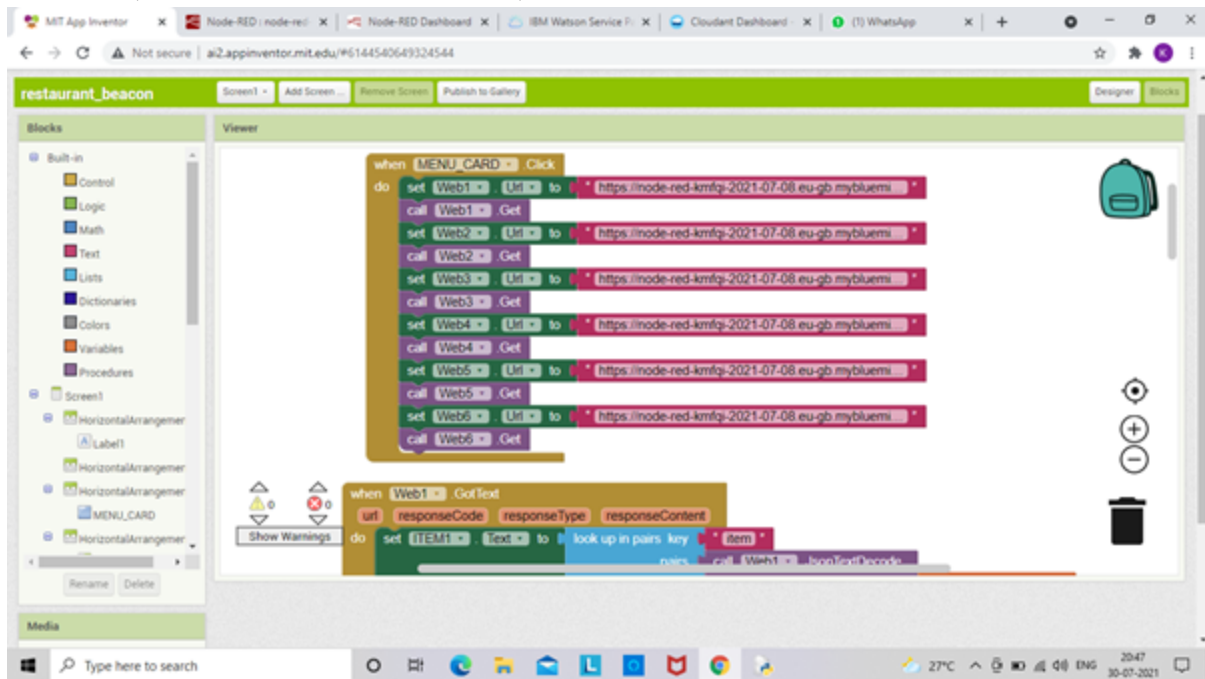 MIT App Inventor
Node-RED : node-red-
Node-RED Dashboard
IBM Watson Service P
Cloudant Dashboard -
(1) WhatsApp
Not secure
ai2.appinventor.mit.edu/#6144540649324544
K
restaurant_beacon
Screen1
Add Screen ...
Remove Screen
Publish to Gallery
Designer
Blocks
Blocks
Viewer
Built-in
Control
Logic
Math
Text
Lists
Dictionaries
Colors
Variables
Procedures
Screen1
HorizontalArrangemer
Label1
HorizontalArrangemer
HorizontalArrangemer
MENU_CARD
HorizontalArrangemer
Rename
Delete
Media
when MENU_CARD .Click
do set Web1 . Url to " https://node-red-kmfqi-2021-07-08.eu-gb.mybluemi... "
call Web1 .Get
set Web2 . Url to " https://node-red-kmfqi-2021-07-08.eu-gb.mybluemi... "
call Web2 .Get
set Web3 . Url to " https://node-red-kmfqi-2021-07-08.eu-gb.mybluemi... "
call Web3 .Get
set Web4 . Url to " https://node-red-kmfqi-2021-07-08.eu-gb.mybluemi... "
call Web4 .Get
set Web5 . Url to " https://node-red-kmfqi-2021-07-08.eu-gb.mybluemi... "
call Web5 .Get
set Web6 . Url to " https://node-red-kmfqi-2021-07-08.eu-gb.mybluemi... "
call Web6 .Get
0 0
Show Warnings
when Web1 .GotText
url responseCode responseType responseContent
do set ITEM1 . Text to look up in pairs key " item "
pairs call Web1 .JsonTextDecode
Type here to search
27°C
ENG
20:47
30-07-2021